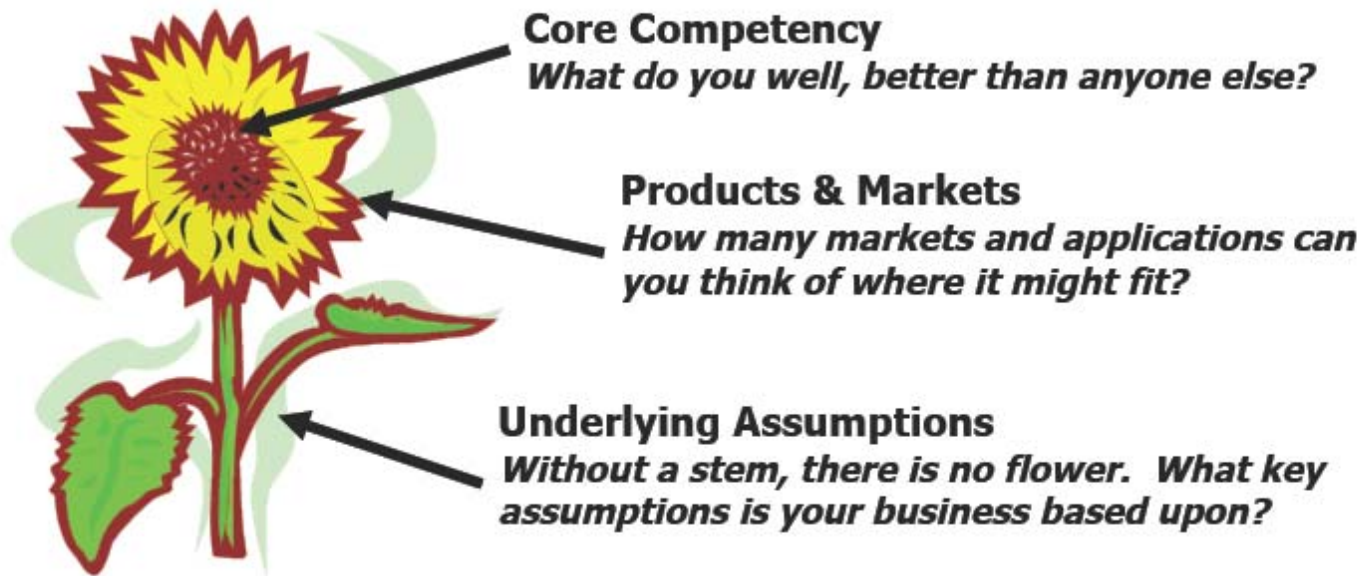 Core Competency
What do you well, better than anyone else?
Products & Markets
How many markets and applications can
you think of where it might fit?
Underlying Assumptions
Without a stem, there is no flower.  What key
assumptions is your business based upon?